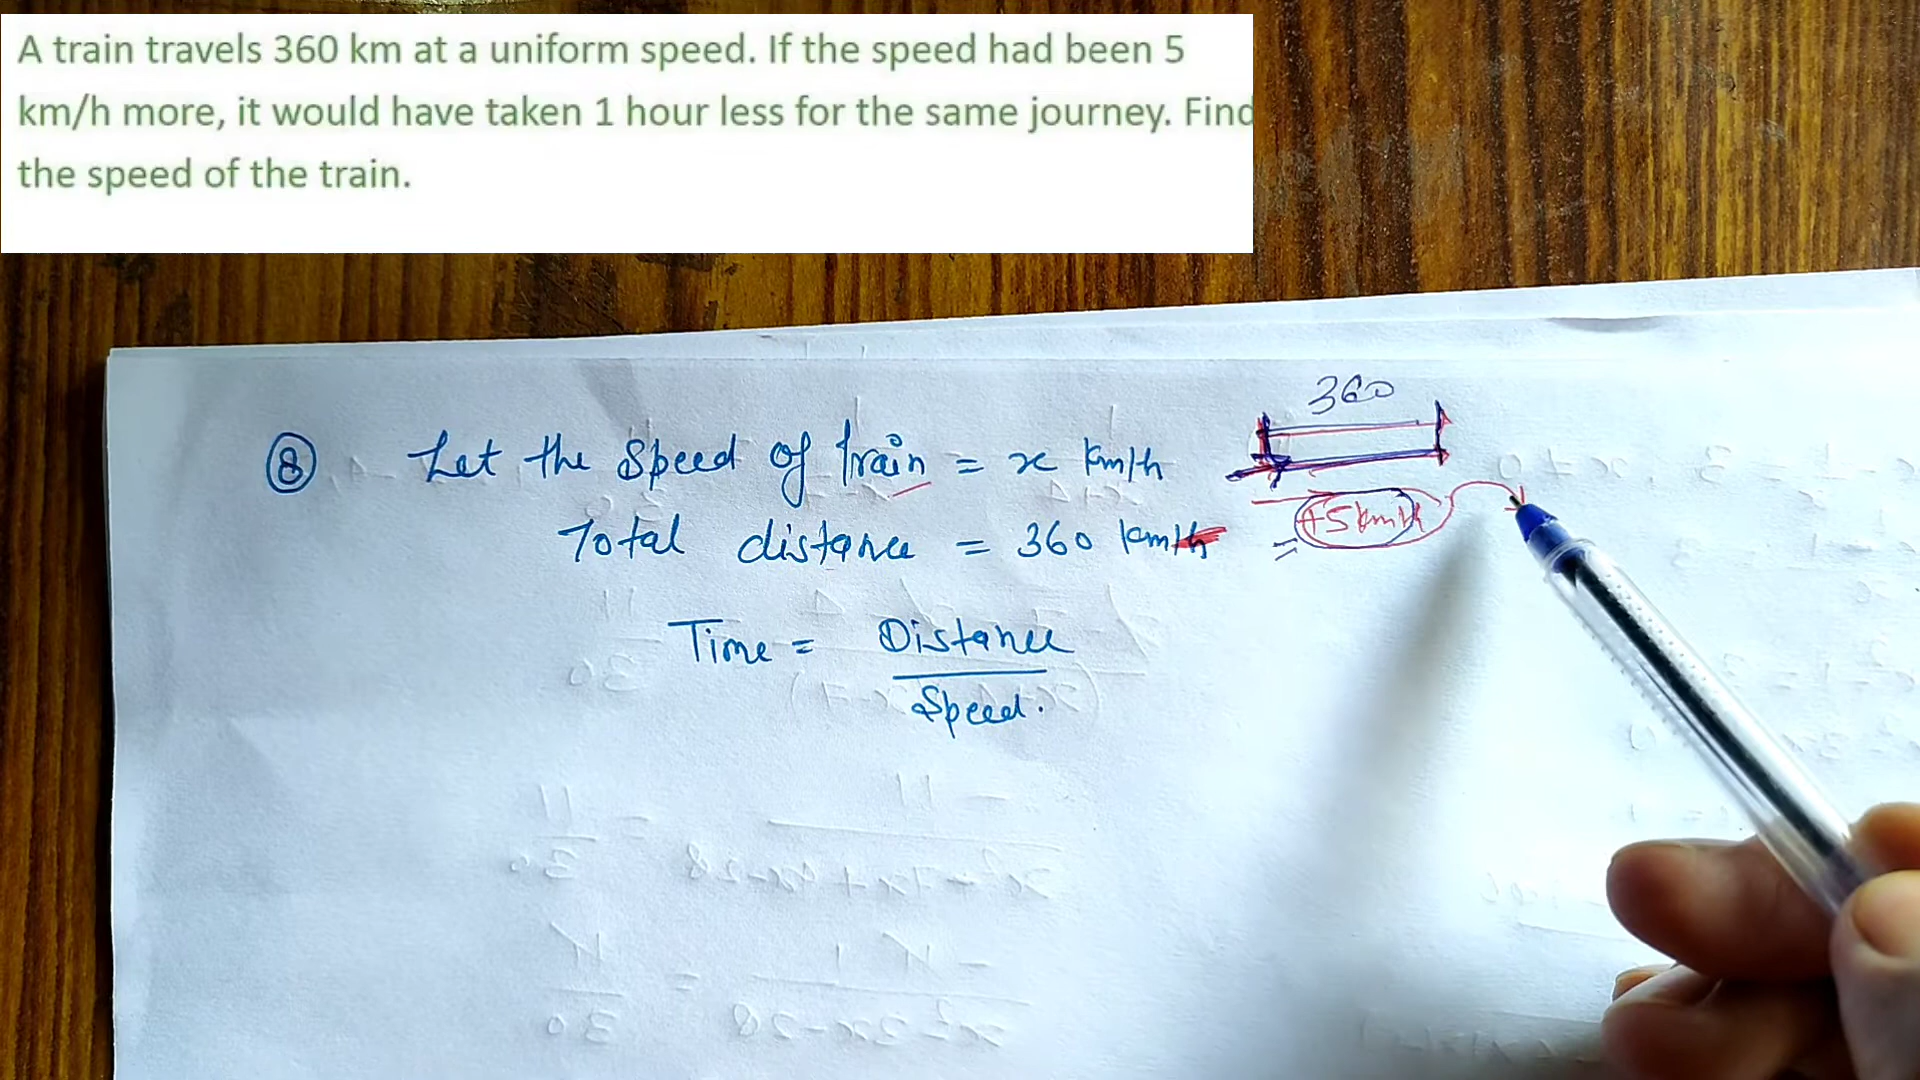 A train travels 360 km at a uniform speed. If the speed had been 5
km/h more, it would have taken 1 hour less for the same journey. Find
the speed of the train.
360
⑧ Let the speed of train = x km/h
+5km/h
Total distance = 360 km
Time = Distance
Speed.